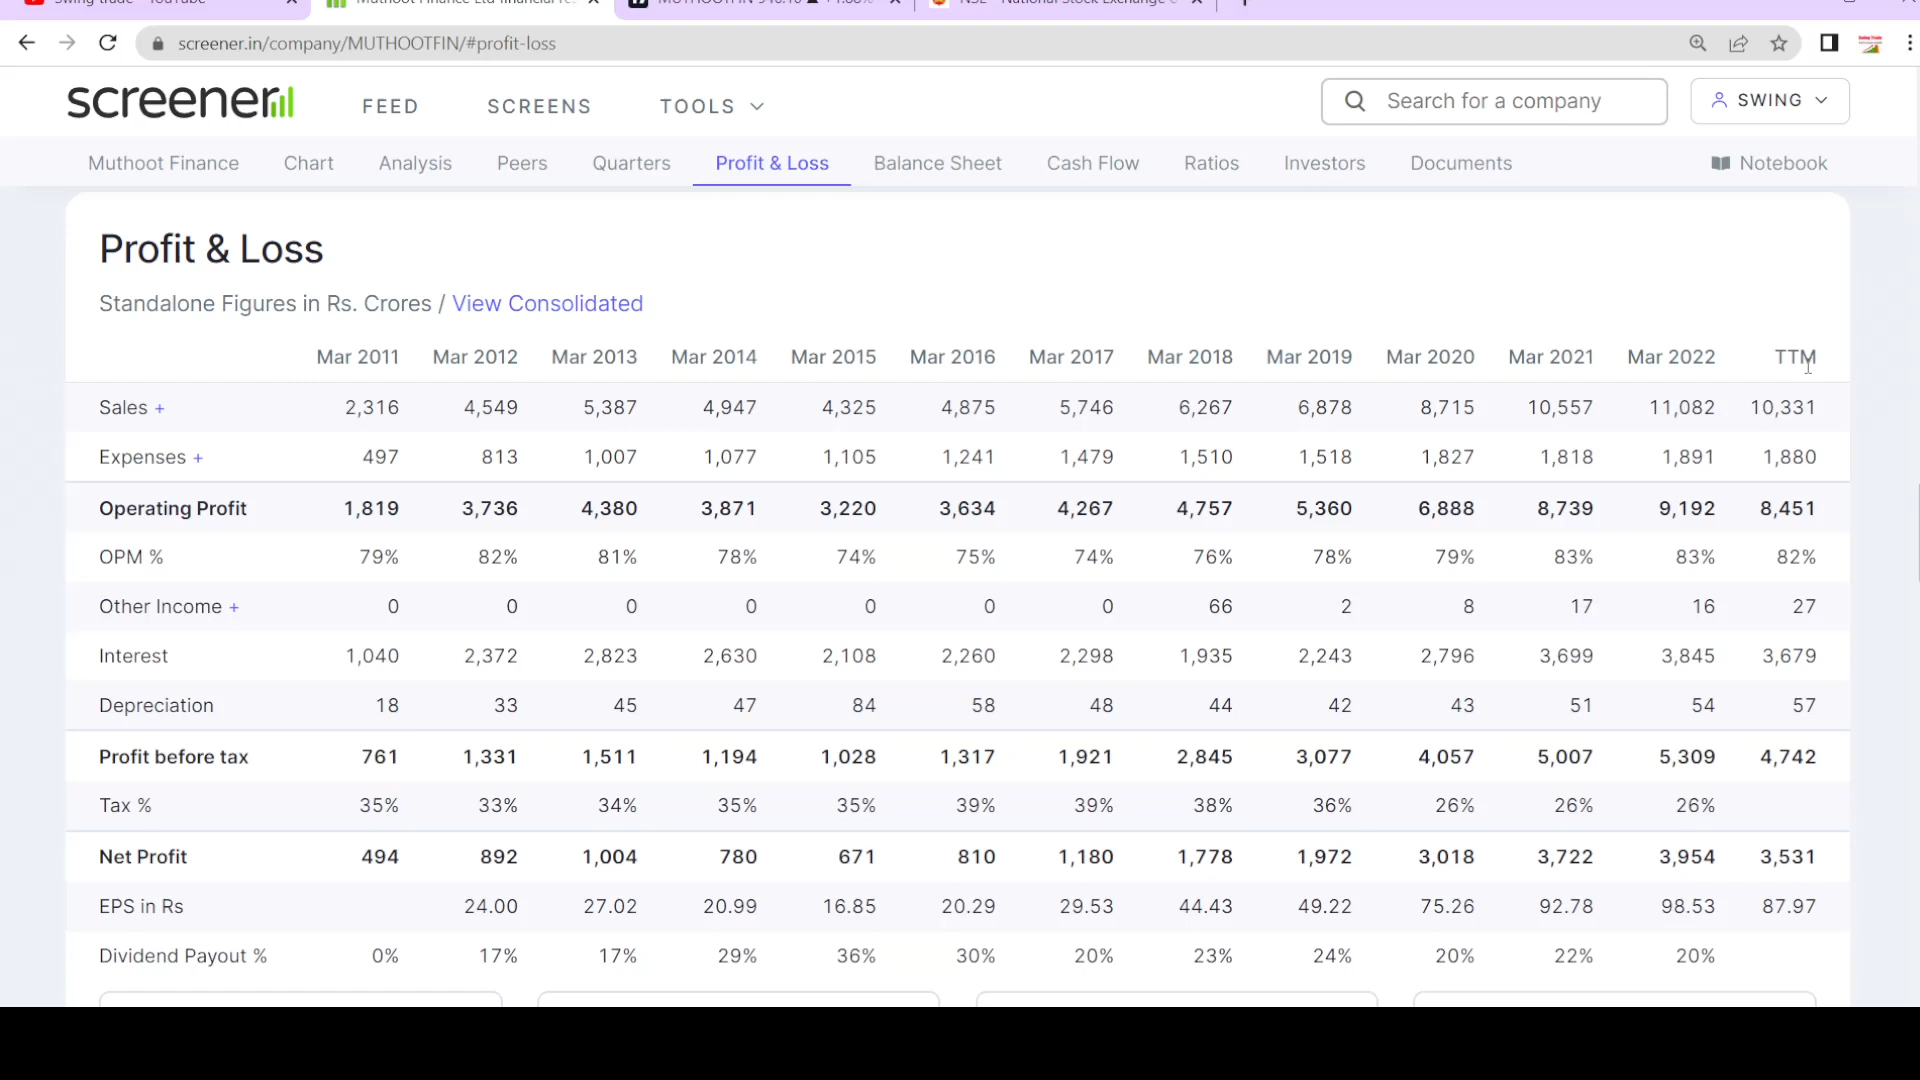 screener.in/company/MUTHOOTFIN/#profit-loss
screener FEED SCREENS TOOLS Search for a company SWING
Muthoot Finance Chart Analysis Peers Quarters Profit & Loss Balance Sheet Cash Flow Ratios Investors Documents Notebook
Profit & Loss
Standalone Figures in Rs. Crores / View Consolidated
Mar 2011 Mar 2012 Mar 2013 Mar 2014 Mar 2015 Mar 2016 Mar 2017 Mar 2018 Mar 2019 Mar 2020 Mar 2021 Mar 2022 TTM
Sales + 2,316 4,549 5,387 4,947 4,325 4,875 5,746 6,267 6,878 8,715 10,557 11,082 10,331
Expenses + 497 813 1,007 1,077 1,105 1,241 1,479 1,510 1,518 1,827 1,818 1,891 1,880
Operating Profit 1,819 3,736 4,380 3,871 3,220 3,634 4,267 4,757 5,360 6,888 8,739 9,192 8,451
OPM % 79% 82% 81% 78% 74% 75% 74% 76% 78% 79% 83% 83% 82%
Other Income + 0 0 0 0 0 0 0 66 2 8 17 16 27
Interest 1,040 2,372 2,823 2,630 2,108 2,260 2,298 1,935 2,243 2,796 3,699 3,845 3,679
Depreciation 18 33 45 47 84 58 48 44 42 43 51 54 57
Profit before tax 761 1,331 1,511 1,194 1,028 1,317 1,921 2,845 3,077 4,057 5,007 5,309 4,742
Tax % 35% 33% 34% 35% 35% 39% 39% 38% 36% 26% 26% 26%
Net Profit 494 892 1,004 780 671 810 1,180 1,778 1,972 3,018 3,722 3,954 3,531
EPS in Rs 24.00 27.02 20.99 16.85 20.29 29.53 44.43 49.22 75.26 92.78 98.53 87.97
Dividend Payout % 0% 17% 17% 29% 36% 30% 20% 23% 24% 20% 22% 20%